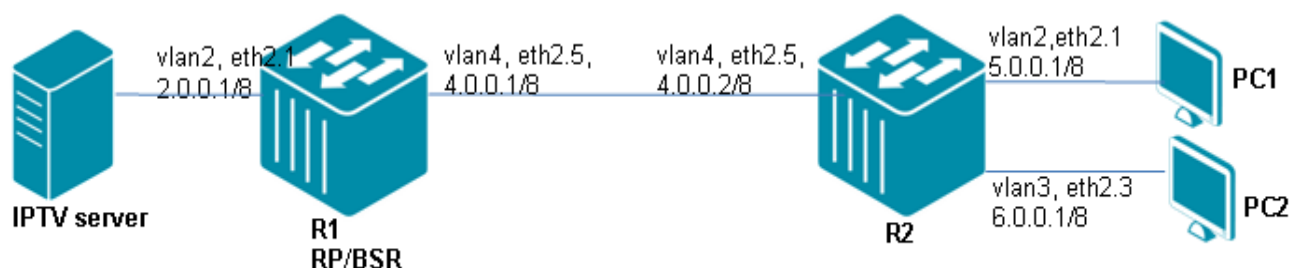 vlan2, eth2.1
2.0.0.1/8
vlan4, eth2.5,
4.0.0.1/8
vlan4, eth2.5,
4.0.0.2/8
vlan2,eth2.1
5.0.0.1/8
PC1
vlan3, eth2.3
6.0.0.1/8
PC2
IPTV server
R1
RP/BSR
R2